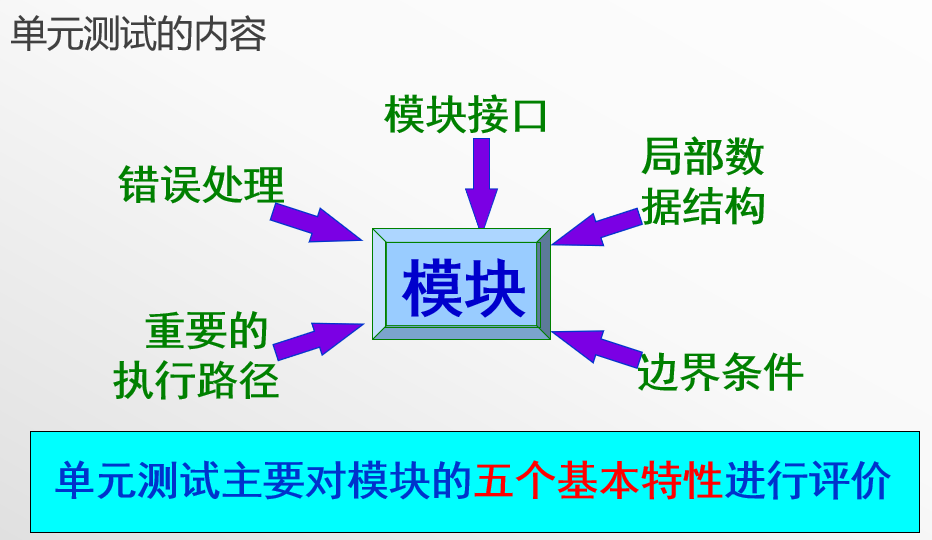 单元测试的内容
模块接口
错误处理
局部数
据结构
模块
重要的
执行路径
边界条件
单元测试主要对模块的五个基本特性进行评价